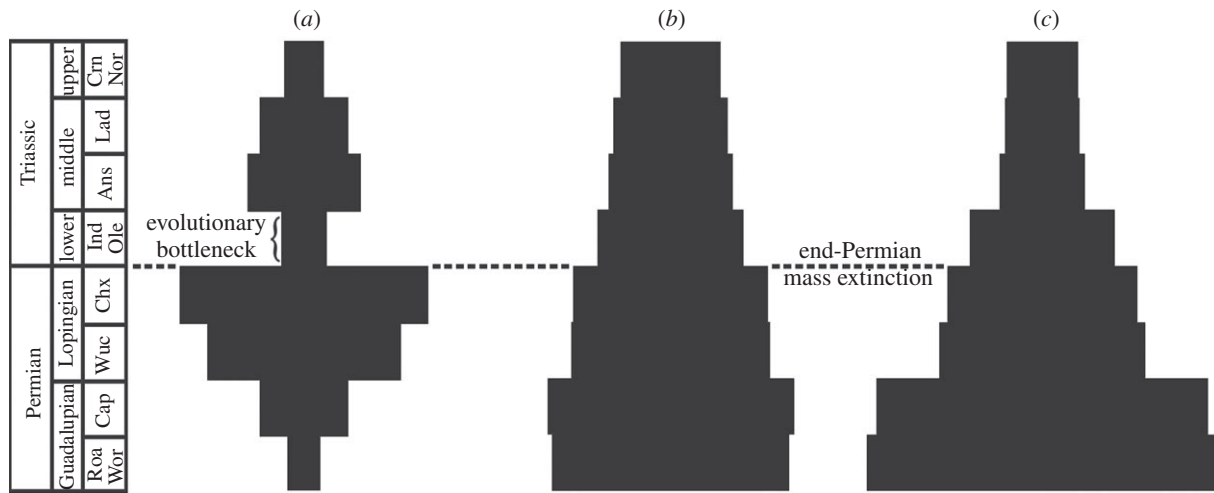 (a)
(b)
(c)
Triassic
upper
Crn
Nor
middle
Lad
Ans
lower
Ind
Ole
evolutionary
bottleneck
end-Permian
mass extinction
Permian
Lopingian
Chx
Wuc
Guadalupian
Cap
Roa
Wor